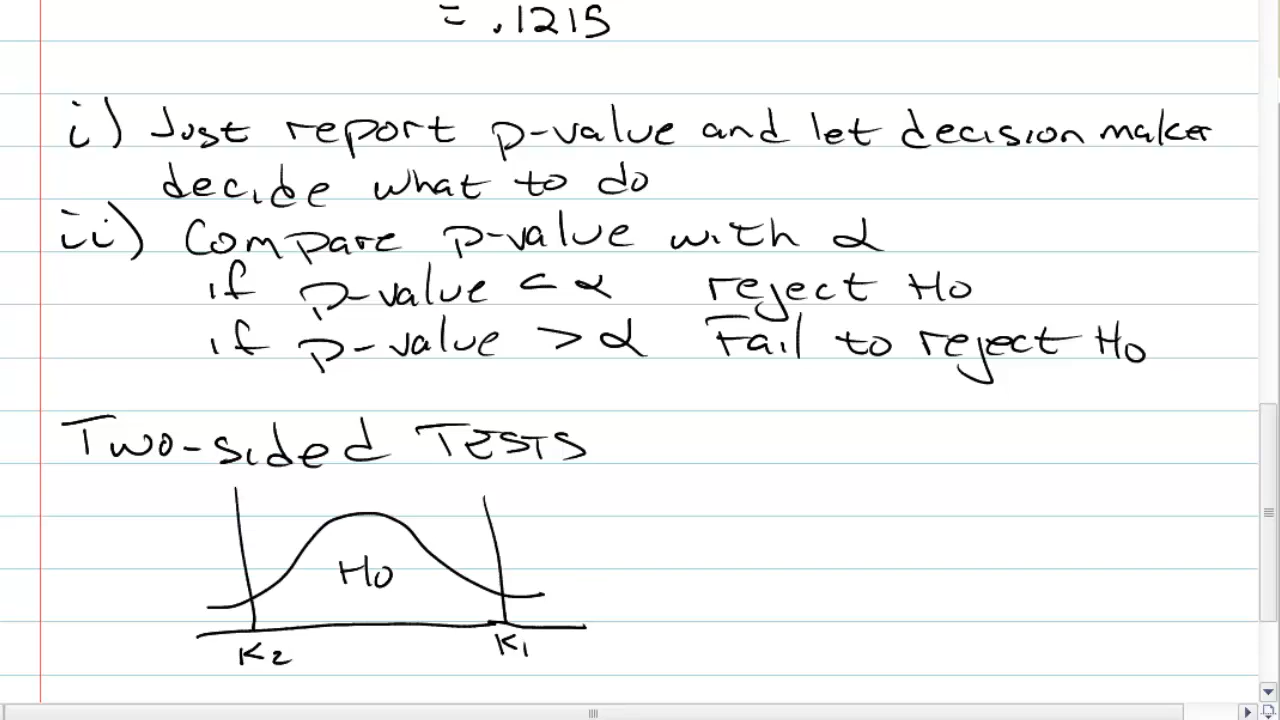 = .1215
i) Just report p-value and let decision maker
decide what to do
ii) Compare p-value with α
if p-value < α reject Ho
if p-value > α Fail to reject Ho
Two-sided TESTS
Ho
K2 K1